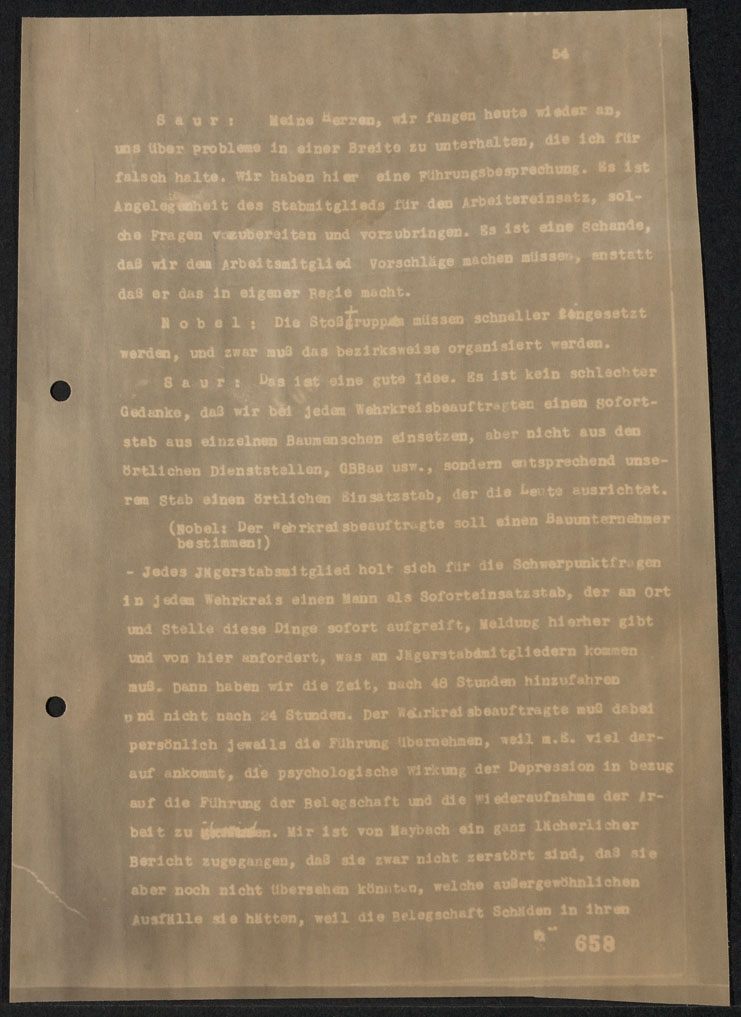 54
S a u r :   Meine Herren, wir fangen heute wieder an,
uns über Probleme in einer Breite zu unterhalten, die ich für
falsch halte. Wir haben hier eine Führungsbesprechung. Es ist
Angelegenheit des Stabmitglieds für den Arbeitereinsatz, sol-
che Fragen vozubereiten und vorzubringen. Es ist eine Schande,
daß wir dem Arbeitsmitglied Vorschläge machen müssen, anstatt
daß er das in eigener Regie macht.
N o b e l :   Die Stoßtruppen müssen schneller eingesetzt
werden, und zwar muß das bezirksweise organisiert werden.
S a u r :   Das ist eine gute Idee. Es ist kein schlechter
Gedanke, daß wir bei jedem Wehrkreisbeauftragten einen Sofort-
stab aus einzelnen Baumenschen einsetzen, aber nicht aus den
örtlichen Dienststellen, GBBau usw., sondern entsprechend unse-
rem Stab einen örtlichen Einsatzstab, der die Leute ausrichtet.
(Nobel: Der Wehrkreisbeauftragte soll einen Bauunternehmer
bestimmen!)
- Jedes Jägerstabsmitglied holt sich für die Schwerpunktfragen
in jedem Wehrkreis einen Mann als Soforteinsatzstab, der an Ort
und Stelle diese Dinge sofort aufgreift, Meldung hierher gibt
und von hier anfordert, was an Jägerstabsmitgliedern kommen
muß. Dann haben wir die Zeit, nach 48 Stunden hinzufahren
und nicht nach 24 Stunden. Der Wehrkreisbeauftragte muß dabei
persönlich jeweils die Führung übernehmen, weil m.E. viel dar-
auf ankommt, die psychologische Wirkung der Depression in bezug
auf die Führung der Belegschaft und die Wiederaufnahme der Ar-
beit zu überwinden. Mir ist von Maybach ein ganz lächerlicher
Bericht zugegangen, daß sie zwar nicht zerstört sind, daß sie
aber noch nicht übersehen könnten, welche außergewöhnlichen
Ausfälle sie hätten, weil die Belegschaft Schäden in ihren
658